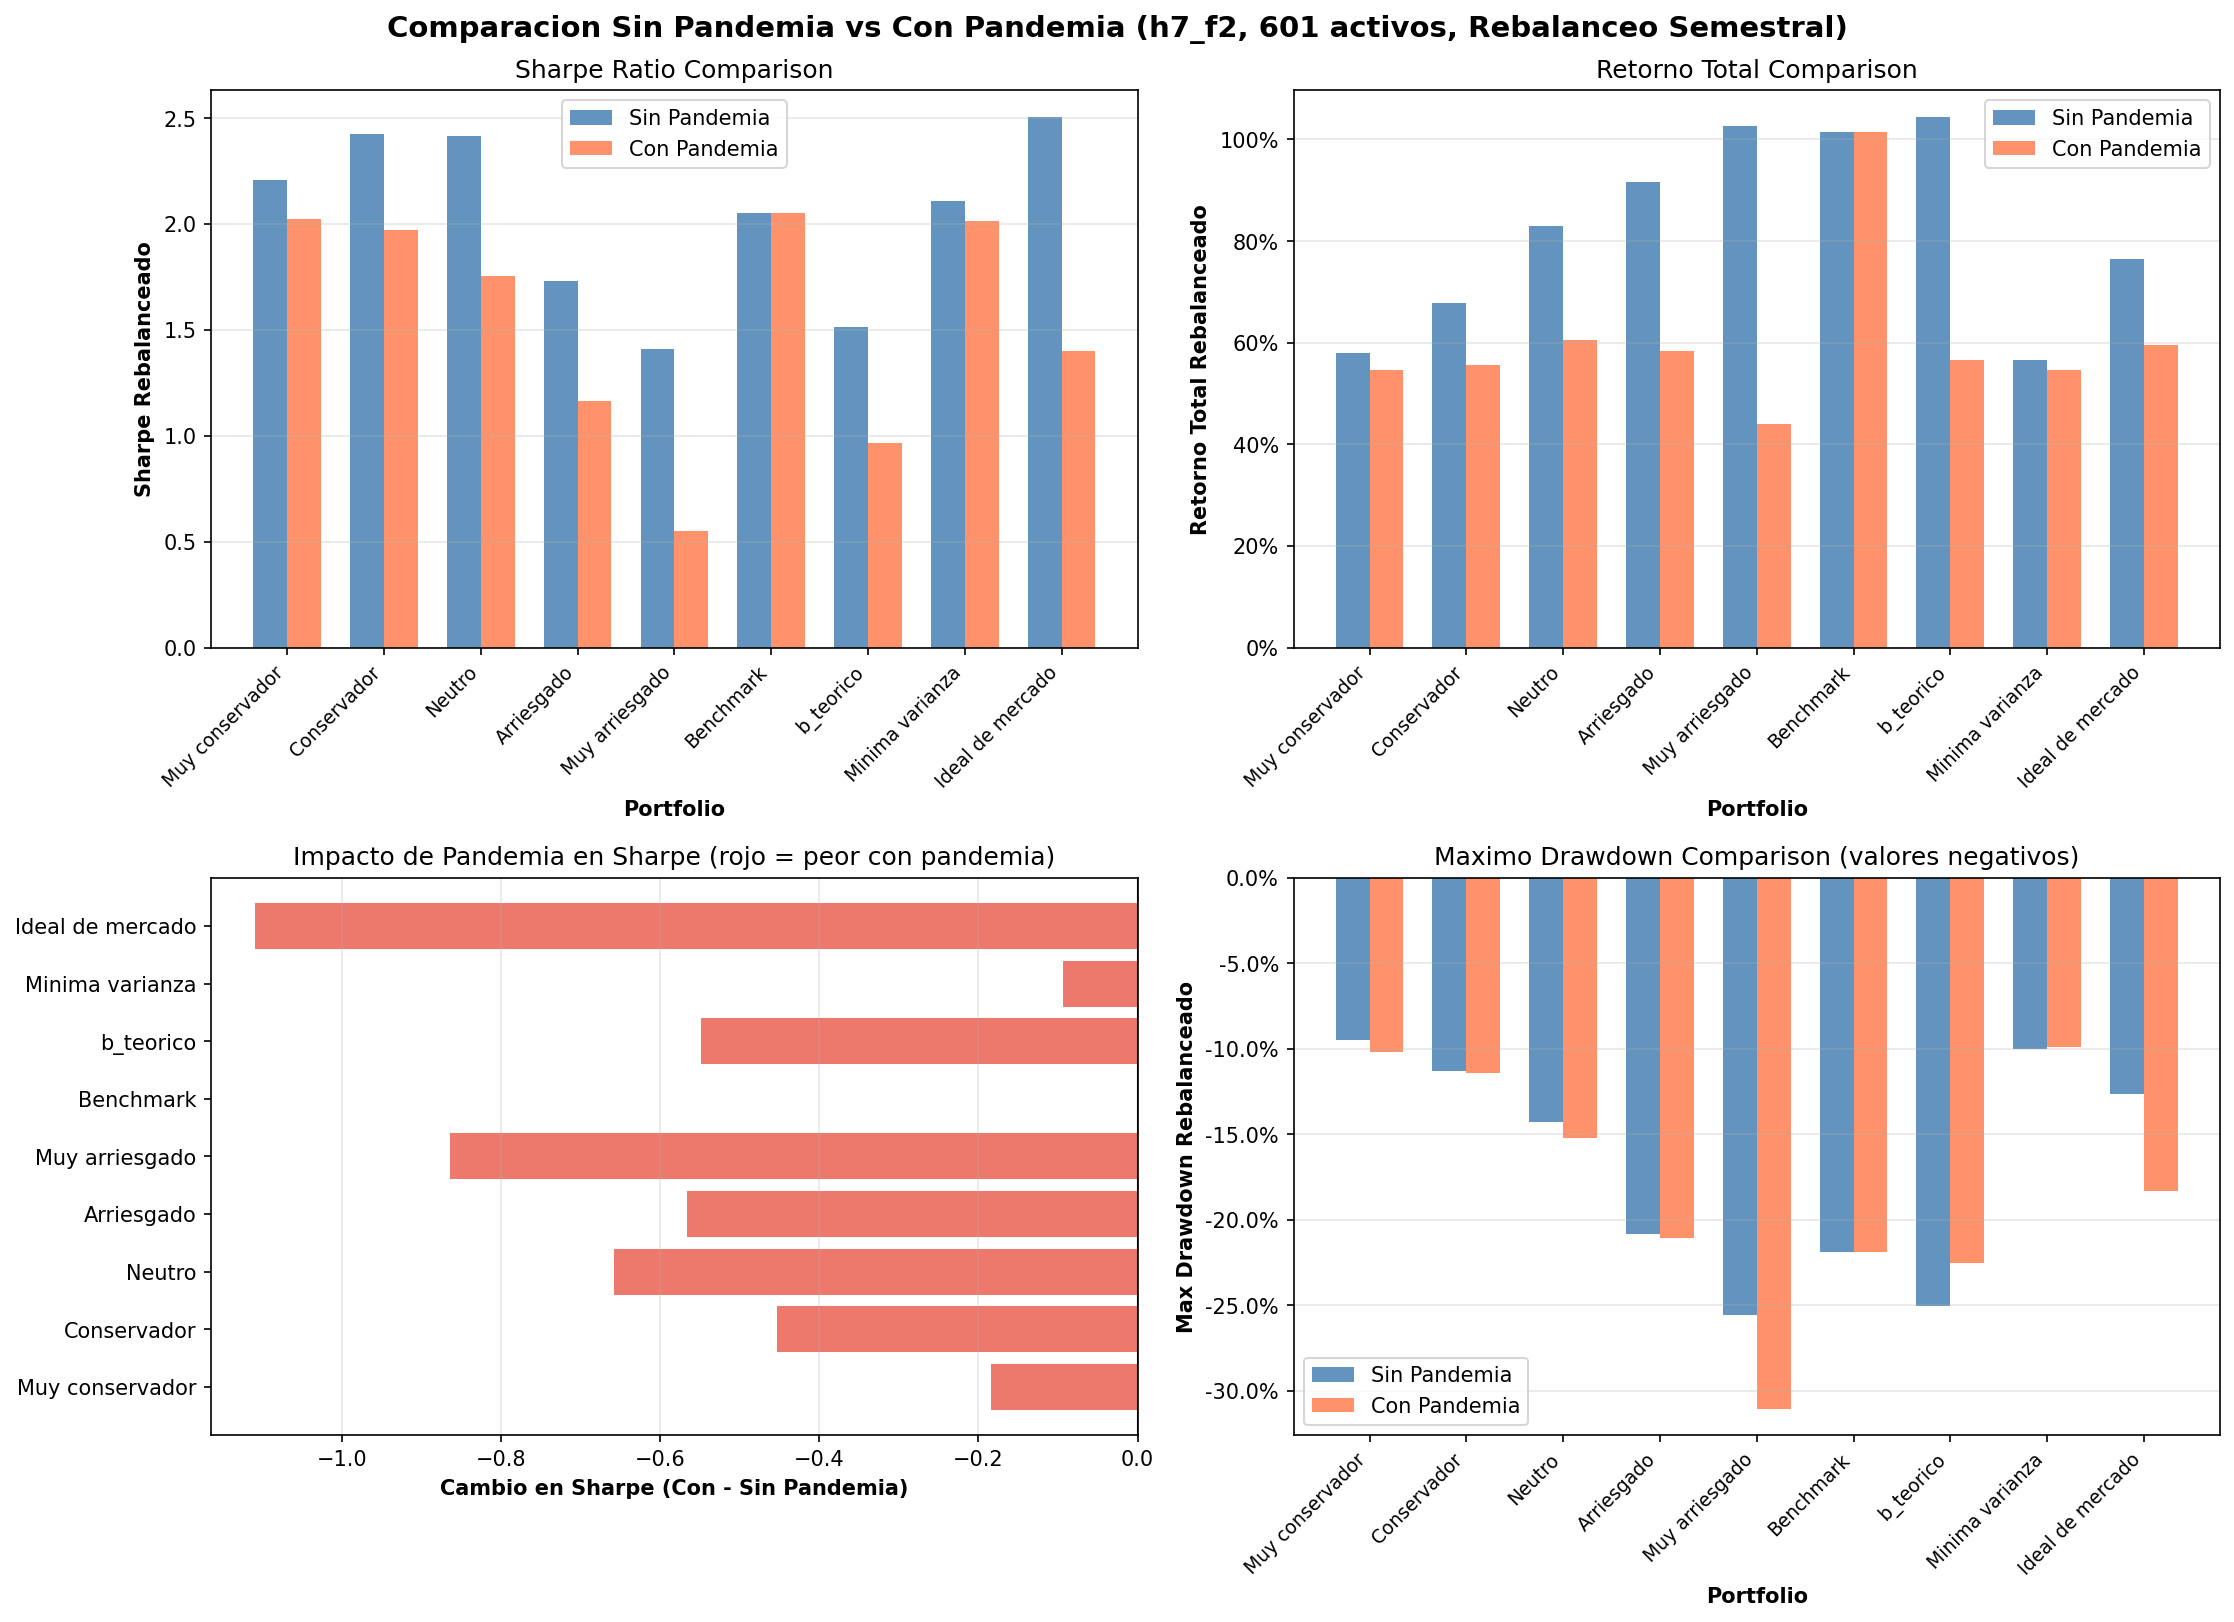 Comparacion Sin Pandemia vs Con Pandemia (h7_f2, 601 activos, Rebalanceo Semestral)
Sharpe Ratio Comparison
Sharpe Rebalanceado
2.5
2.0
1.5
1.0
0.5
0.0
Sin Pandemia
Con Pandemia
Muy conservador
Conservador
Neutro
Arriesgado
Muy arriesgado
Benchmark
b_teorico
Minima varianza
Ideal de mercado
Portfolio
Retorno Total Comparison
Retorno Total Rebalanceado
100%
80%
60%
40%
20%
0%
Sin Pandemia
Con Pandemia
Muy conservador
Conservador
Neutro
Arriesgado
Muy arriesgado
Benchmark
b_teorico
Minima varianza
Ideal de mercado
Portfolio
Impacto de Pandemia en Sharpe (rojo = peor con pandemia)
Ideal de mercado
Minima varianza
b_teorico
Benchmark
Muy arriesgado
Arriesgado
Neutro
Conservador
Muy conservador
−1.0
−0.8
−0.6
−0.4
−0.2
0.0
Cambio en Sharpe (Con - Sin Pandemia)
Maximo Drawdown Comparison (valores negativos)
Max Drawdown Rebalanceado
0.0%
-5.0%
-10.0%
-15.0%
-20.0%
-25.0%
-30.0%
Sin Pandemia
Con Pandemia
Muy conservador
Conservador
Neutro
Arriesgado
Muy arriesgado
Benchmark
b_teorico
Minima varianza
Ideal de mercado
Portfolio